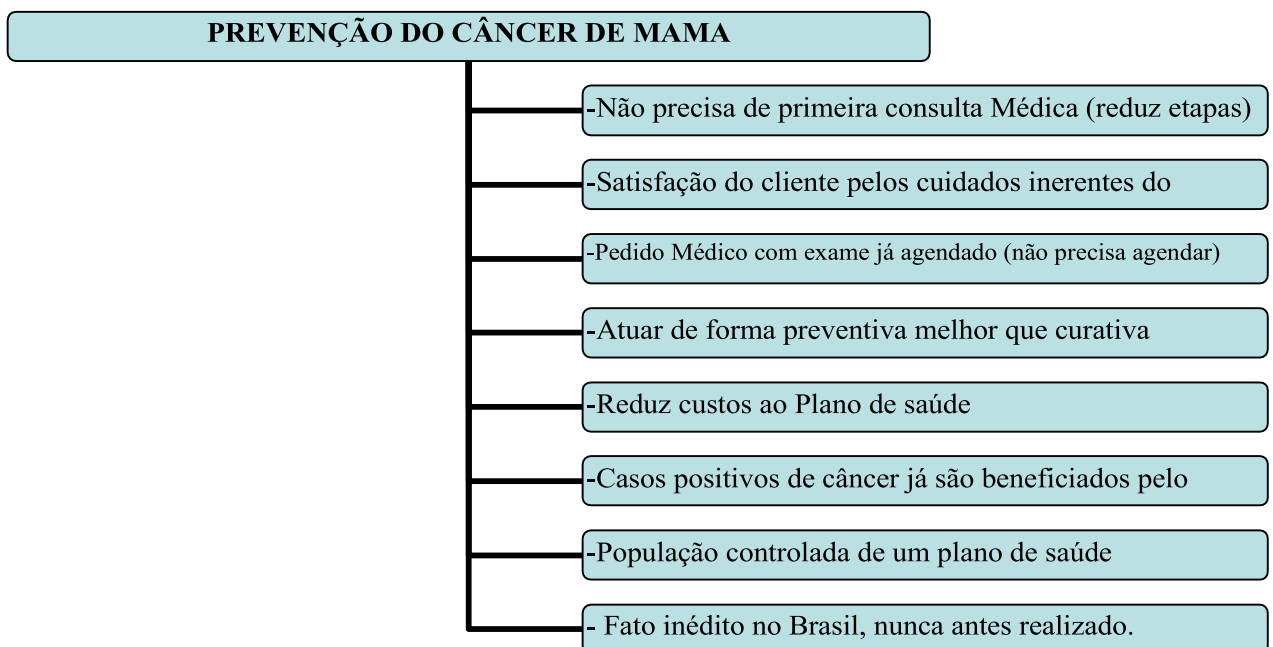 PREVENÇÃO DO CÂNCER DE MAMA
-Não precisa de primeira consulta Médica (reduz etapas)
-Satisfação do cliente pelos cuidados inerentes do
-Pedido Médico com exame já agendado (não precisa agendar)
-Atuar de forma preventiva melhor que curativa
-Reduz custos ao Plano de saúde
-Casos positivos de câncer já são beneficiados pelo
-População controlada de um plano de saúde
- Fato inédito no Brasil, nunca antes realizado.